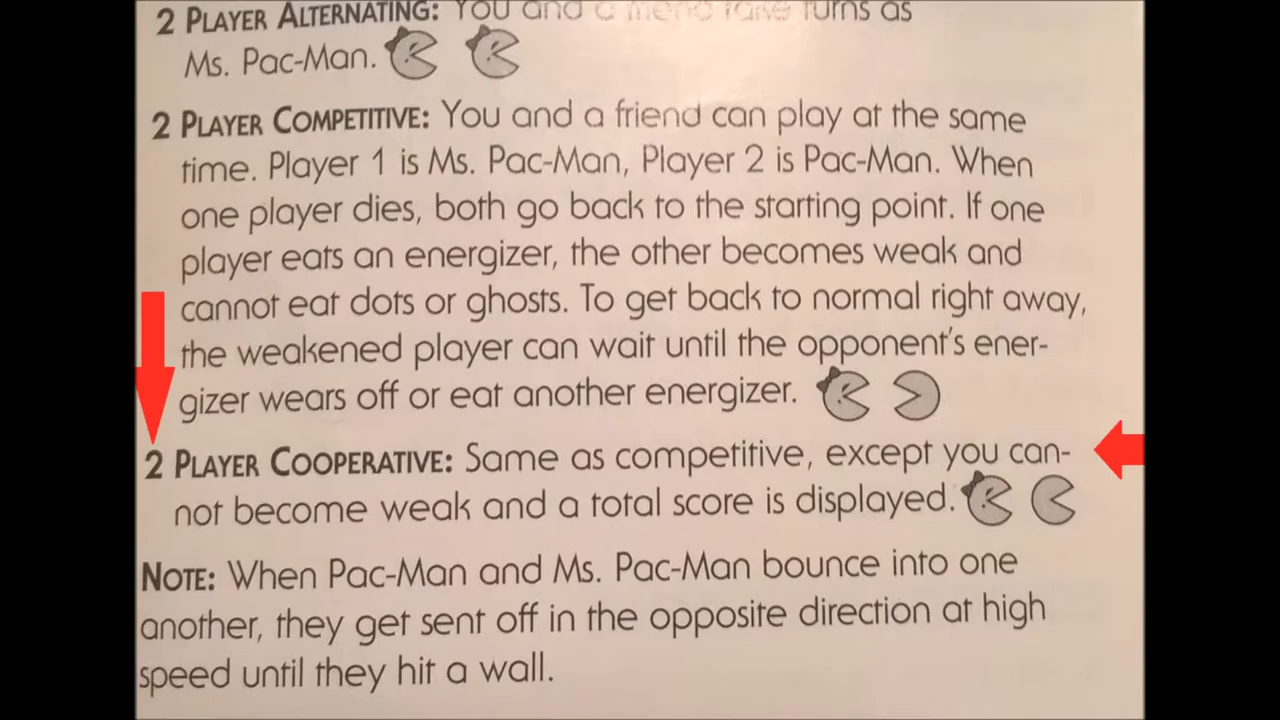 2 PLAYER ALTERNATING: You and a friend take turns as
Ms. Pac-Man.
2 PLAYER COMPETITIVE: You and a friend can play at the same
time. Player 1 is Ms. Pac-Man, Player 2 is Pac-Man. When
one player dies, both go back to the starting point. If one
player eats an energizer, the other becomes weak and
cannot eat dots or ghosts. To get back to normal right away,
the weakened player can wait until the opponent's ener-
gizer wears off or eat another energizer.
2 PLAYER COOPERATIVE: Same as competitive, except you can-
not become weak and a total score is displayed.
NOTE: When Pac-Man and Ms. Pac-Man bounce into one
another, they get sent off in the opposite direction at high
speed until they hit a wall.